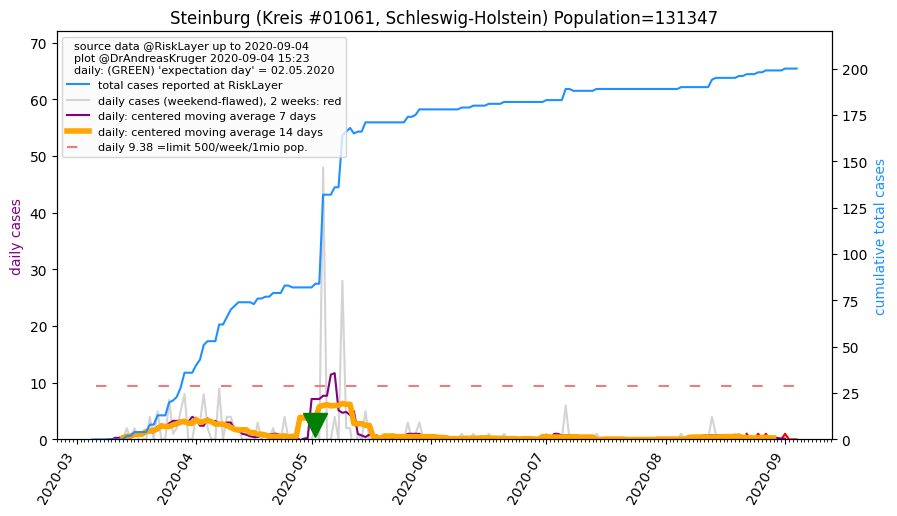 Steinburg (Kreis #01061, Schleswig-Holstein) Population=131347
source data @RiskLayer up to 2020-09-04
plot @DrAndreasKruger 2020-09-04 15:23
daily: (GREEN) 'expectation day' = 02.05.2020
total cases reported at RiskLayer
daily cases (weekend-flawed), 2 weeks: red
daily: centered moving average 7 days
daily: centered moving average 14 days
daily 9.38 =limit 500/week/1mio pop.
daily cases
70
60
50
40
30
20
10
0
cumulative total cases
200
175
150
125
100
75
50
25
0
2020-03
2020-04
2020-05
2020-06
2020-07
2020-08
2020-09